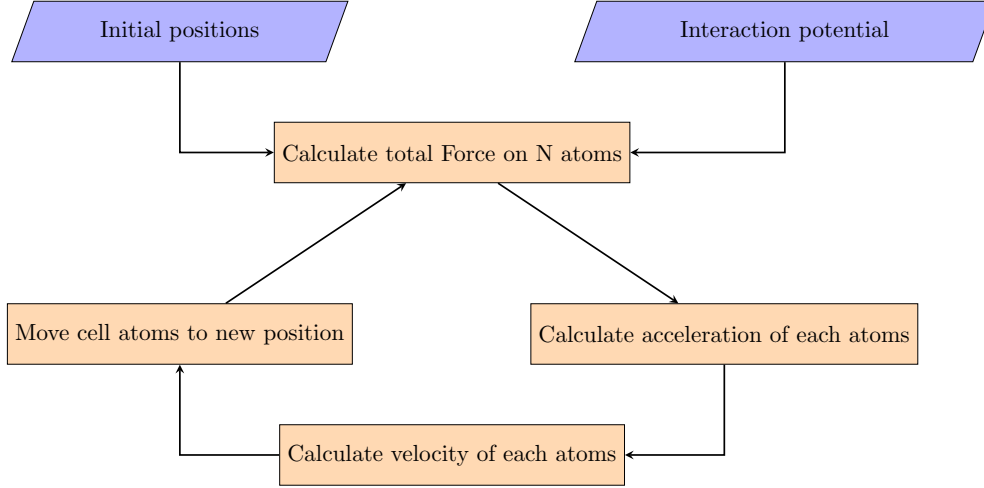 Initial positions
Interaction potential
Calculate total Force on N atoms
Move cell atoms to new position
Calculate acceleration of each atoms
Calculate velocity of each atoms